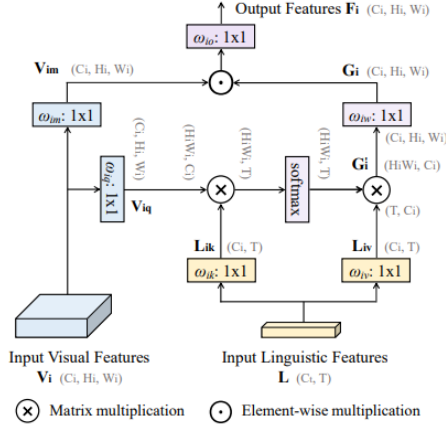 Output Features Fi (Ci, Hi, Wi)
ωio: 1x1
Vim (Ci, Hi, Wi)
Gi (Ci, Hi, Wi)
ωim: 1x1
ωiw: 1x1
(Ci, Hi, Wi)
(HiWi, Ci)
(HiWi, T)
(HiWi, T)
(Ci, Hi, Wi)
G'i (HiWi, Ci)
ωiq: 1x1
softmax
Viq
(T, Ci)
Lik (Ci, T)
Liv (Ci, T)
ωik: 1x1
ωiv: 1x1
Input Visual Features
Vi (Ci, Hi, Wi)
Input Linguistic Features
L (Ct, T)
Matrix multiplication
Element-wise multiplication